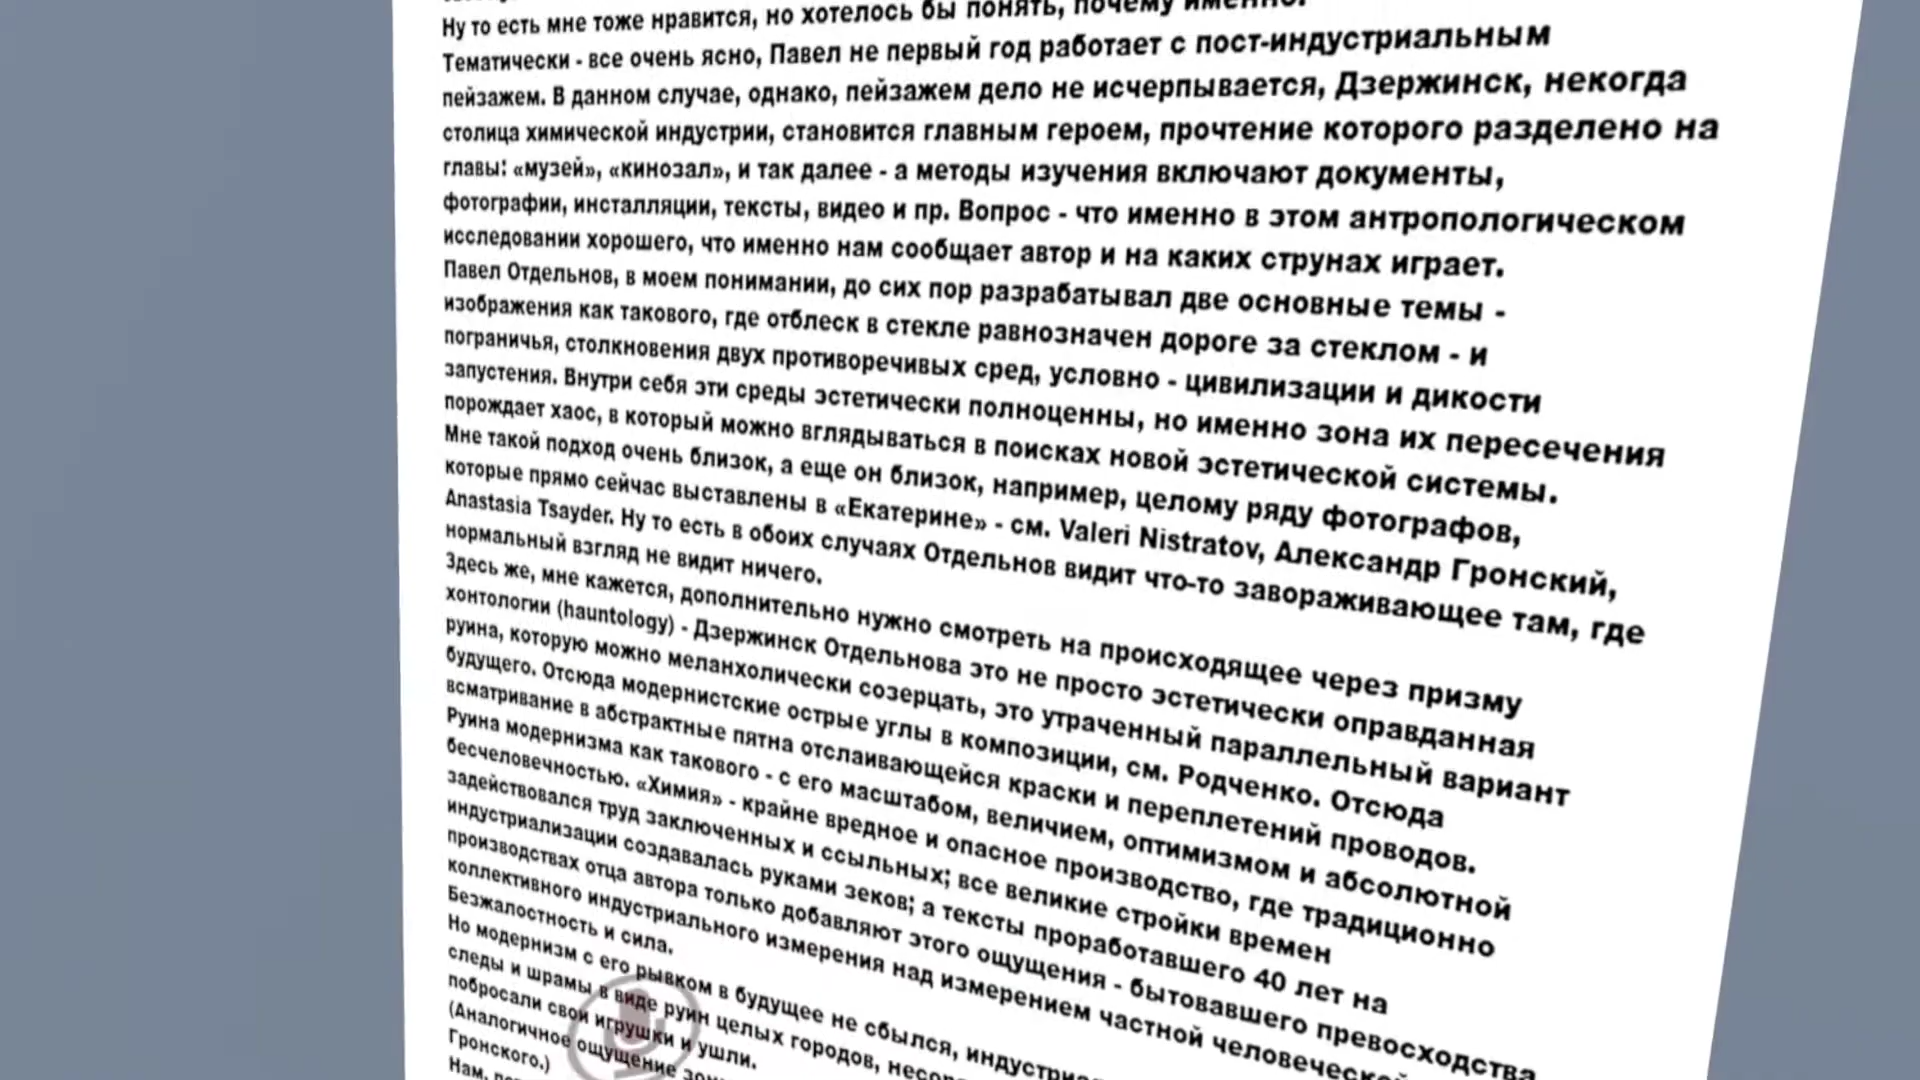 Ну то есть мне тоже нравится, но хотелось бы понять, почему именно.
Тематически - все очень ясно, Павел не первый год работает с пост-индустриальным
пейзажем. В данном случае, однако, пейзажем дело не исчерпывается, Дзержинск, некогда
столица химической индустрии, становится главным героем, прочтение которого разделено на
главы: «музей», «кинозал», и так далее - а методы изучения включают документы,
фотографии, инсталляции, тексты, видео и пр. Вопрос - что именно в этом антропологическом
исследовании хорошего, что именно нам сообщает автор и на каких струнах играет.
Павел Отдельнов, в моем понимании, до сих пор разрабатывал две основные темы -
изображения как такового, где отблеск в стекле равнозначен дороге за стеклом - и
пограничья, столкновения двух противоречивых сред, условно - цивилизации и дикости
запустения. Внутри себя эти среды эстетически полноценны, но именно зона их пересечения
порождает хаос, в который можно вглядываться в поисках новой эстетической системы.
Мне такой подход очень близок, а еще он близок, например, целому ряду фотографов,
которые прямо сейчас выставлены в «Екатерине» - см. Valeri Nistratov, Александр Гронский,
Anastasia Tsayder. Ну то есть в обоих случаях Отдельнов видит что-то завораживающее там, где
нормальный взгляд не видит ничего.
Здесь же, мне кажется, дополнительно нужно смотреть на происходящее через призму
хонтологии (hauntology) - Дзержинск Отдельнова это не просто эстетически оправданная
руина, которую можно меланхолически созерцать, это утраченный параллельный вариант
будущего. Отсюда модернистские острые углы в композиции, см. Родченко. Отсюда
всматривание в абстрактные пятна отслаивающейся краски и переплетений проводов.
Руина модернизма как такового - с его масштабом, величием, оптимизмом и абсолютной
бесчеловечностью. «Химия» - крайне вредное и опасное производство, где традиционно
задействовался труд заключенных и ссыльных; все великие стройки времен
индустриализации создавалась руками зеков; а тексты проработавшего 40 лет на
производствах отца автора только добавляют этого ощущения - бытовавшего превосходства
коллективного индустриального измерения над измерением частной человеческой
Безжалостность и сила.
Но модернизм с его рывком в будущее не сбылся,
следы и шрамы в виде руин целых городов,
побросали свои игрушки и ушли.
(Аналогичное ощущение
Гронского.)
Нам,